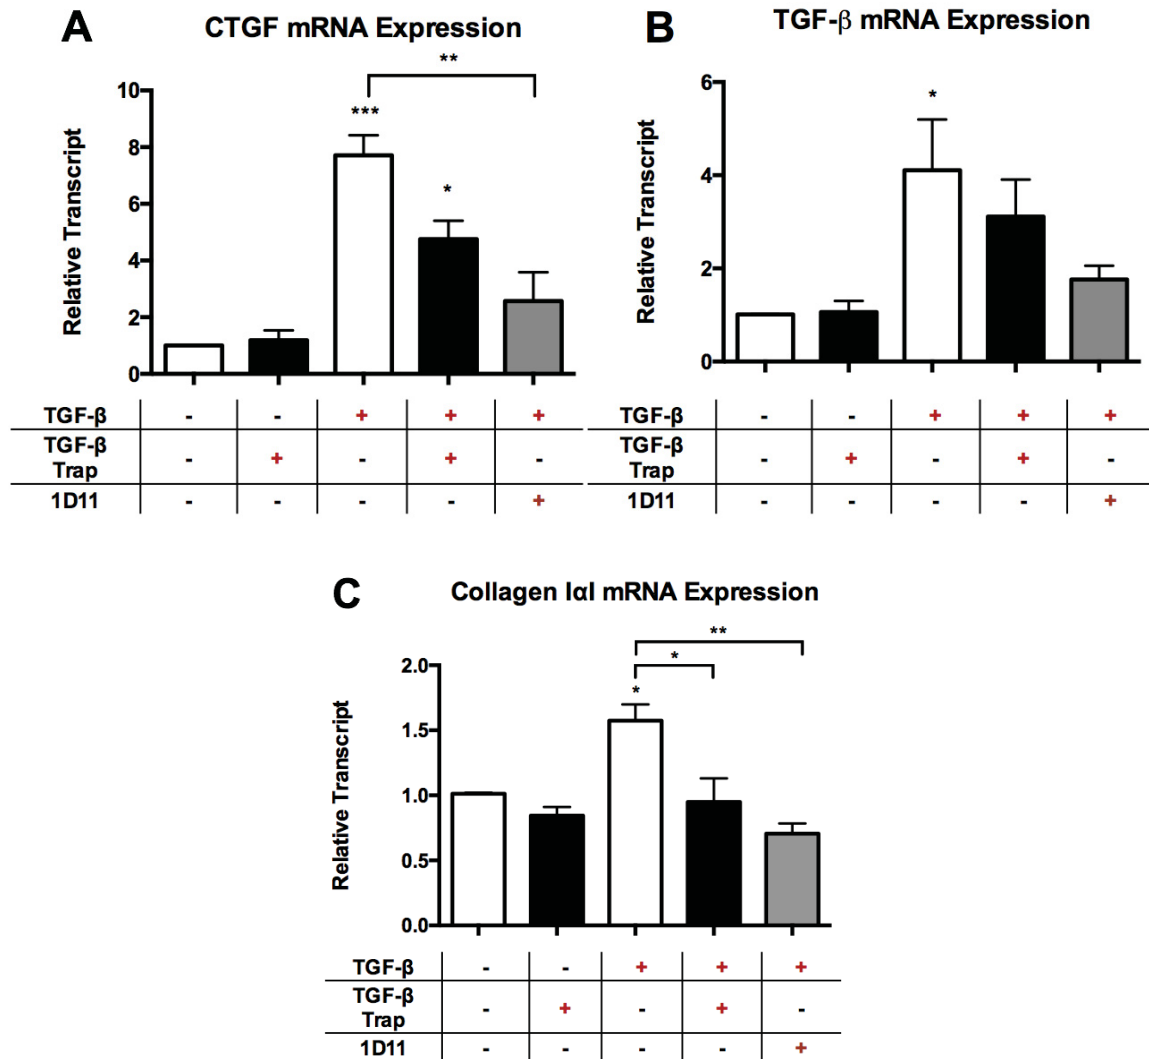 A
CTGF mRNA Expression
**
***
*
Relative Transcript
10
8
6
4
2
0
TGF-β - - + + +
TGF-β Trap - + - + -
1D11 - - - - +
B
TGF-β mRNA Expression
*
Relative Transcript
6
4
2
0
TGF-β - - + + +
TGF-β Trap - + - + -
1D11 - - - - +
C
Collagen IαI mRNA Expression
**
*
*
Relative Transcript
2.0
1.5
1.0
0.5
0.0
TGF-β - - + + +
TGF-β Trap - + - + -
1D11 - - - - +